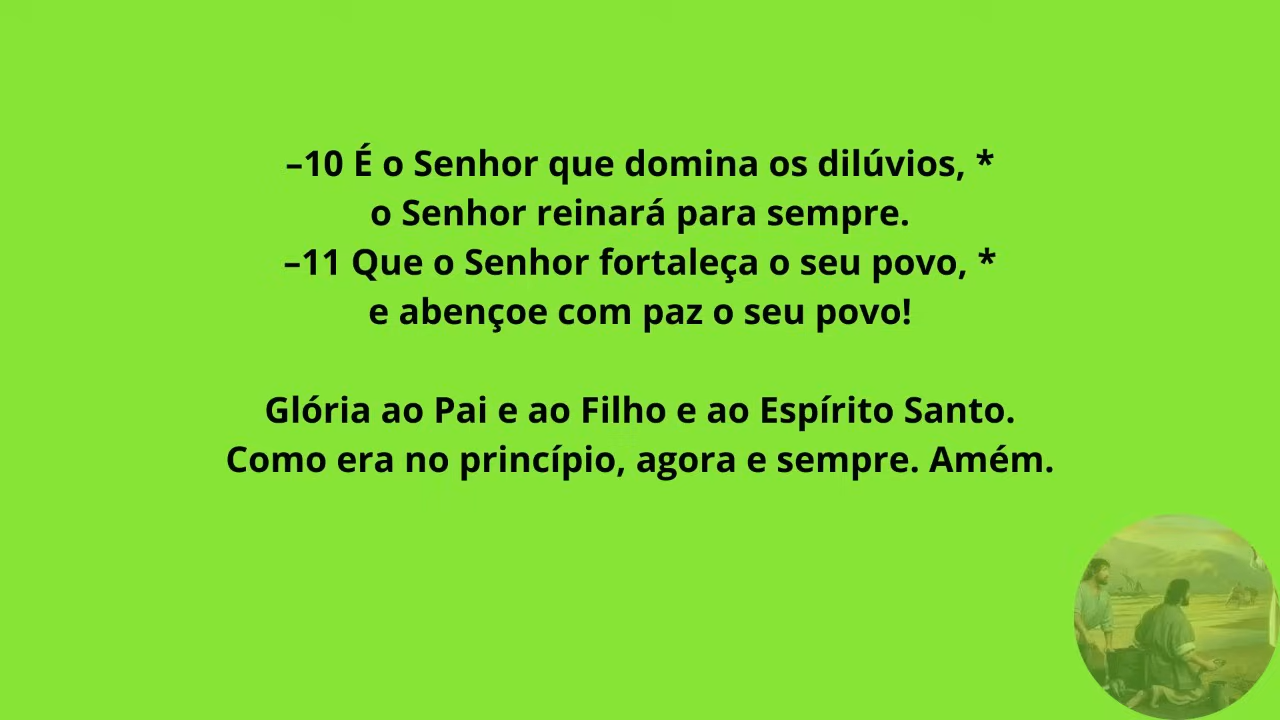 –10 É o Senhor que domina os dilúvios, *
o Senhor reinará para sempre.
–11 Que o Senhor fortaleça o seu povo, *
e abençoe com paz o seu povo!
Glória ao Pai e ao Filho e ao Espírito Santo.
Como era no princípio, agora e sempre. Amém.